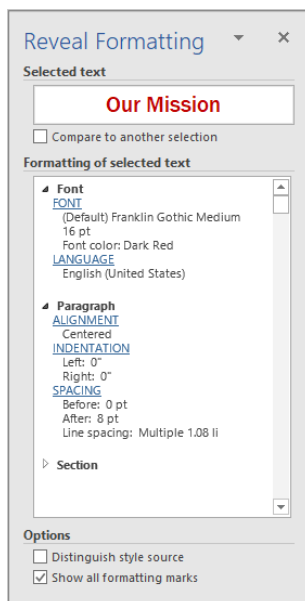 Reveal Formatting
Selected text
Our Mission
Compare to another selection
Formatting of selected text
Font
FONT
(Default) Franklin Gothic Medium
16 pt
Font color: Dark Red
LANGUAGE
English (United States)
Paragraph
ALIGNMENT
Centered
INDENTATION
Left: 0"
Right: 0"
SPACING
Before: 0 pt
After: 8 pt
Line spacing: Multiple 1.08 li
Section
Options
Distinguish style source
Show all formatting marks